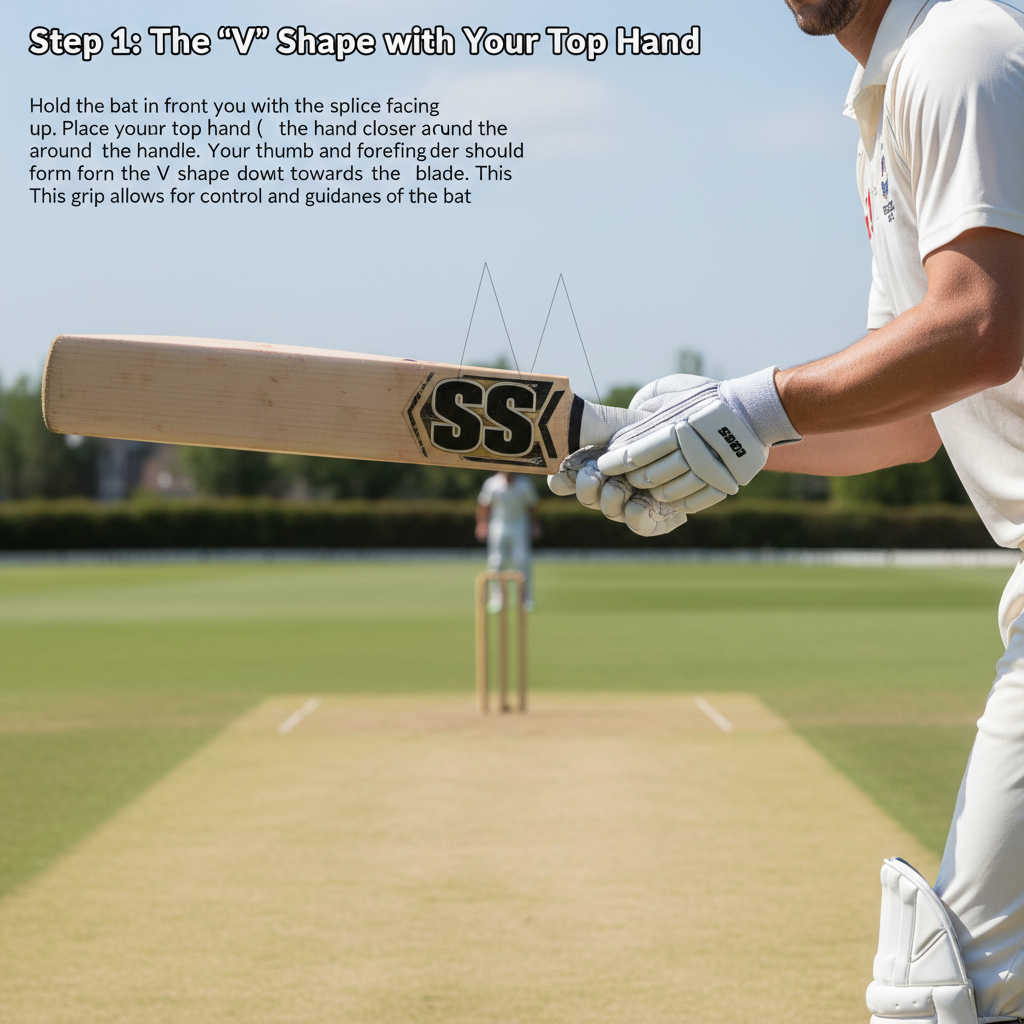 Step 1: The “V” Shape with Your Top Hand
Hold the bat in front you with the splice facing
up. Place youur top hand ( the hand closer arund the
around the handle. Your thumb and forefing der should
form forn the V shape dowt towards the blade. This
This grip allows for control and guidanes of the bat
SS